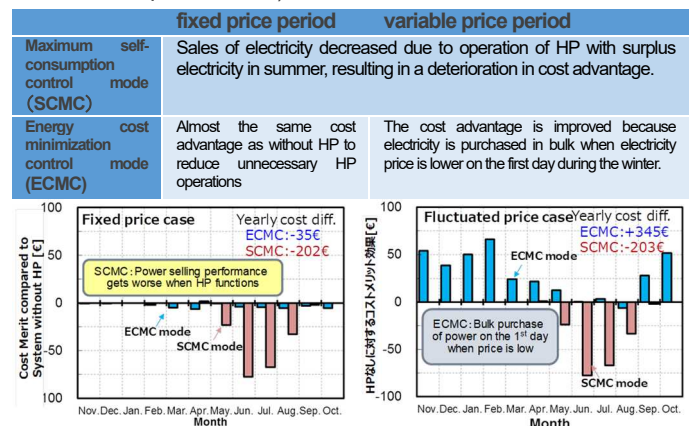 fixed price period variable price period
Maximum self-
consumption
control mode
(SCMC)
Sales of electricity decreased due to operation of HP with surplus
electricity in summer, resulting in a deterioration in cost advantage.
Energy cost
minimization
control mode
(ECMC)
Almost the same cost
advantage as without HP to
reduce unnecessary HP
operations
The cost advantage is improved because
electricity is purchased in bulk when electricity
price is lower on the first day during the winter.
Cost Merit compared to
System without HP [€]
100
50
0
50
100
Fixed price case
Yearly cost diff.
ECMC:-35€
SCMC:-202€
SCMC:Power selling performance
gets worse when HP functions
ECMC mode
SCMC mode
Nov. Dec. Jan. Feb. Mar. Apr. May. Jun. Jul. Aug. Sep. Oct.
Month
HPなしに対するコストメリット効果[€]
100
50
0
-50
-100
Fluctuated price case
Yearly cost diff.
ECMC:+345€
SCMC:-203€
ECMC mode
ECMC:Bulk purchase
of power on the 1st day
when price is low
SCMC mode
Nov. Dec. Jan. Feb. Mar. Apr. May. Jun. Jul. Aug. Sep. Oct.
Month